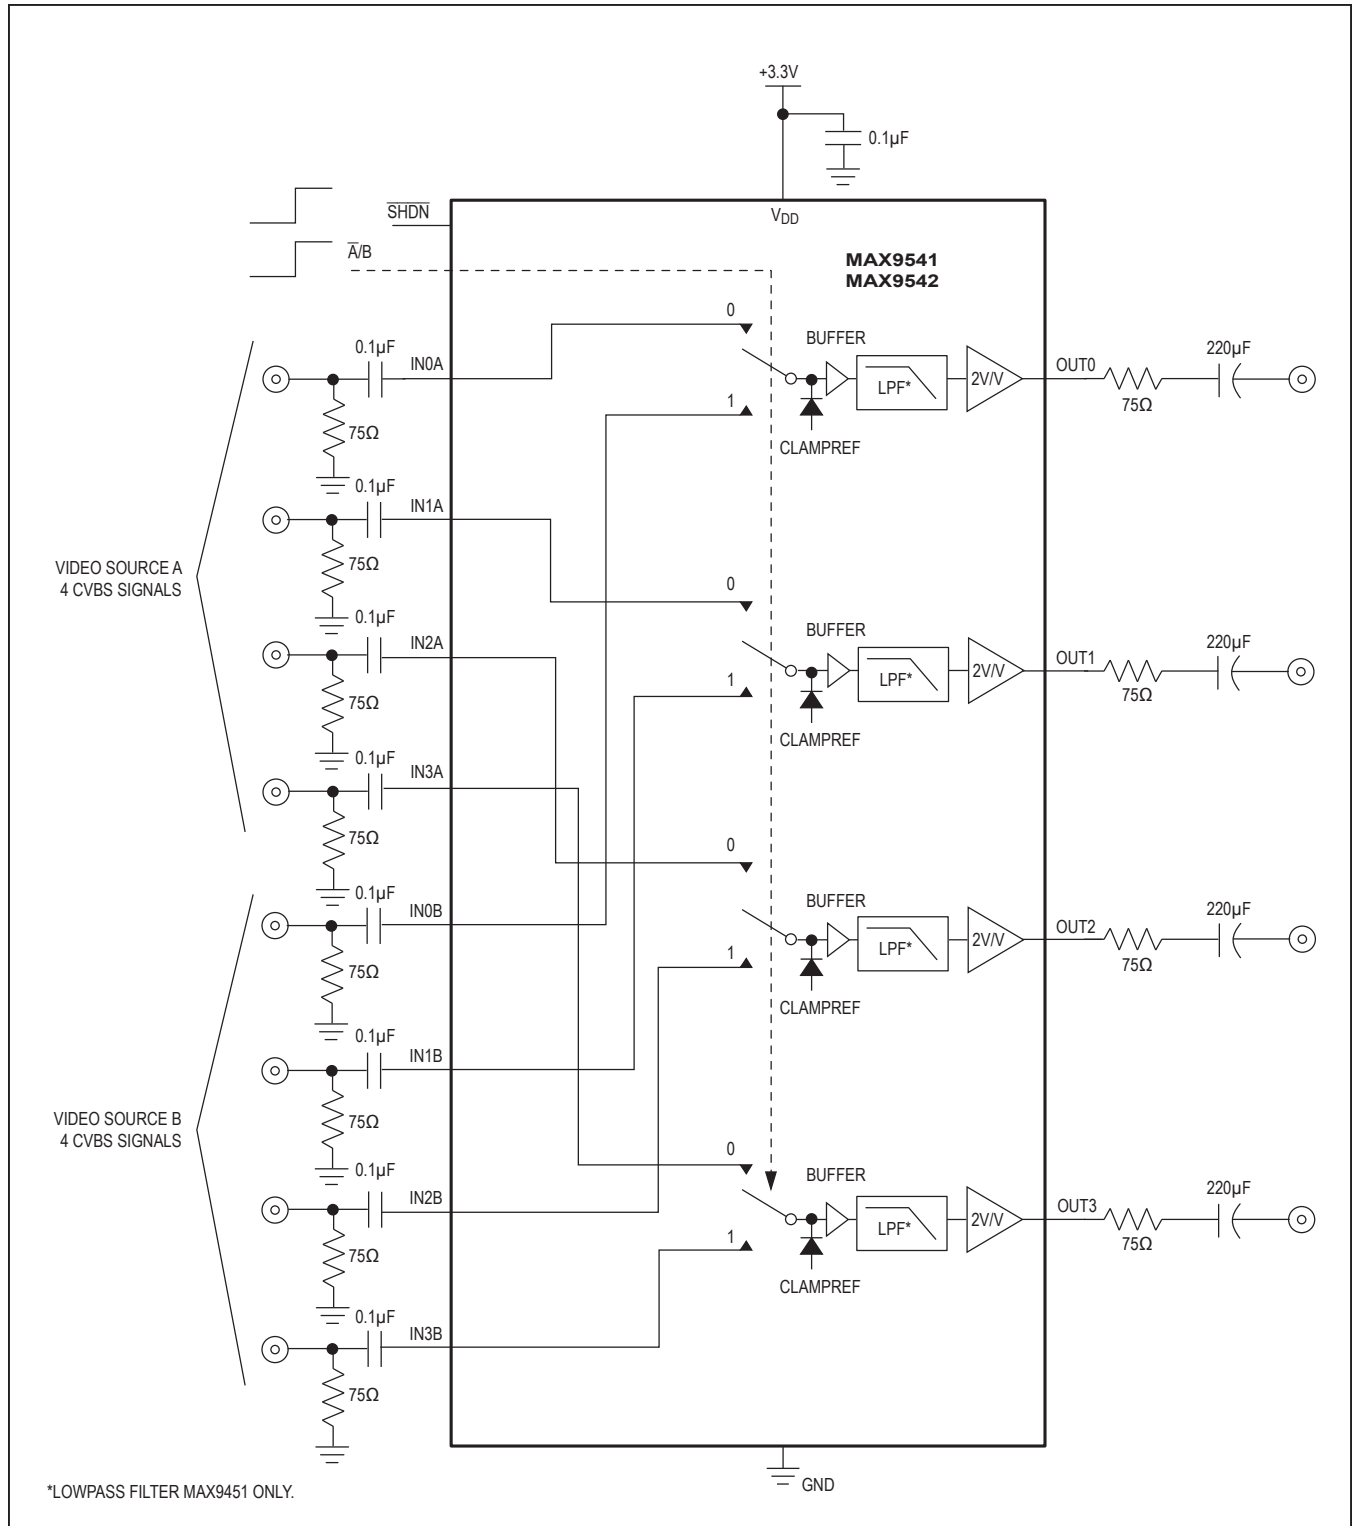 +3.3V
0.1µF
SHDN
VDD
A/B
MAX9541
MAX9542
0
BUFFER
0.1µF
IN0A
LPF*
2V/V
OUT0
75Ω
220µF
1
75Ω
CLAMPREF
0.1µF
IN1A
75Ω
0
VIDEO SOURCE A
4 CVBS SIGNALS
0.1µF
IN2A
75Ω
BUFFER
1
LPF*
2V/V
OUT1
75Ω
220µF
CLAMPREF
0.1µF
IN3A
75Ω
0
0.1µF
IN0B
75Ω
BUFFER
1
LPF*
2V/V
OUT2
75Ω
220µF
CLAMPREF
0.1µF
IN1B
75Ω
VIDEO SOURCE B
4 CVBS SIGNALS
0
0.1µF
IN2B
75Ω
BUFFER
1
LPF*
2V/V
OUT3
75Ω
220µF
CLAMPREF
0.1µF
IN3B
75Ω
GND
*LOWPASS FILTER MAX9451 ONLY.